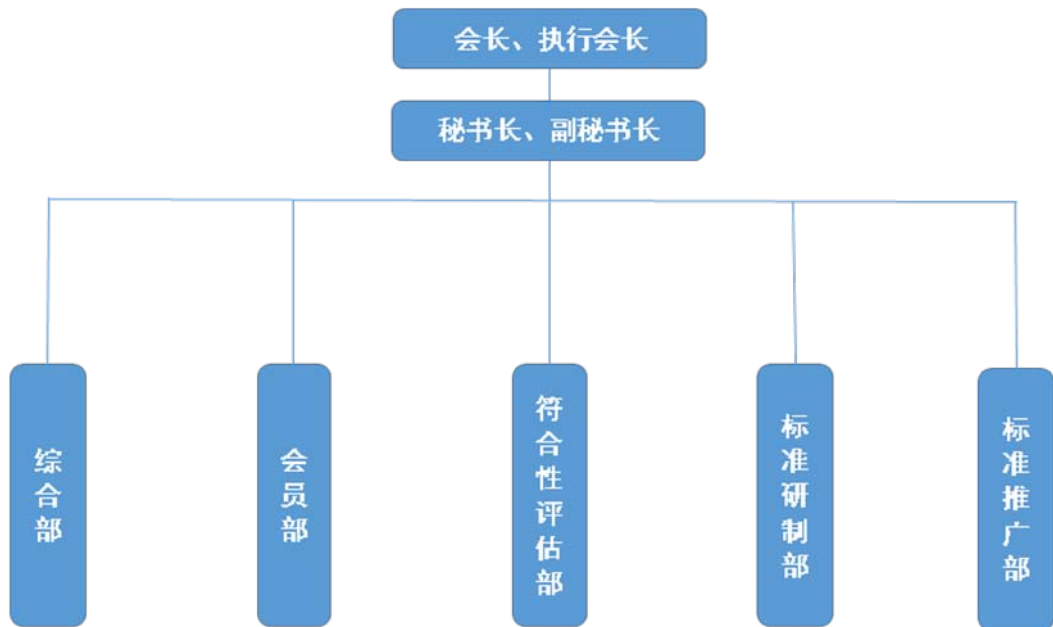 会长、执行会长
秘书长、副秘书长
综合部
会员部
符合性评估部
标准研制部
标准推广部